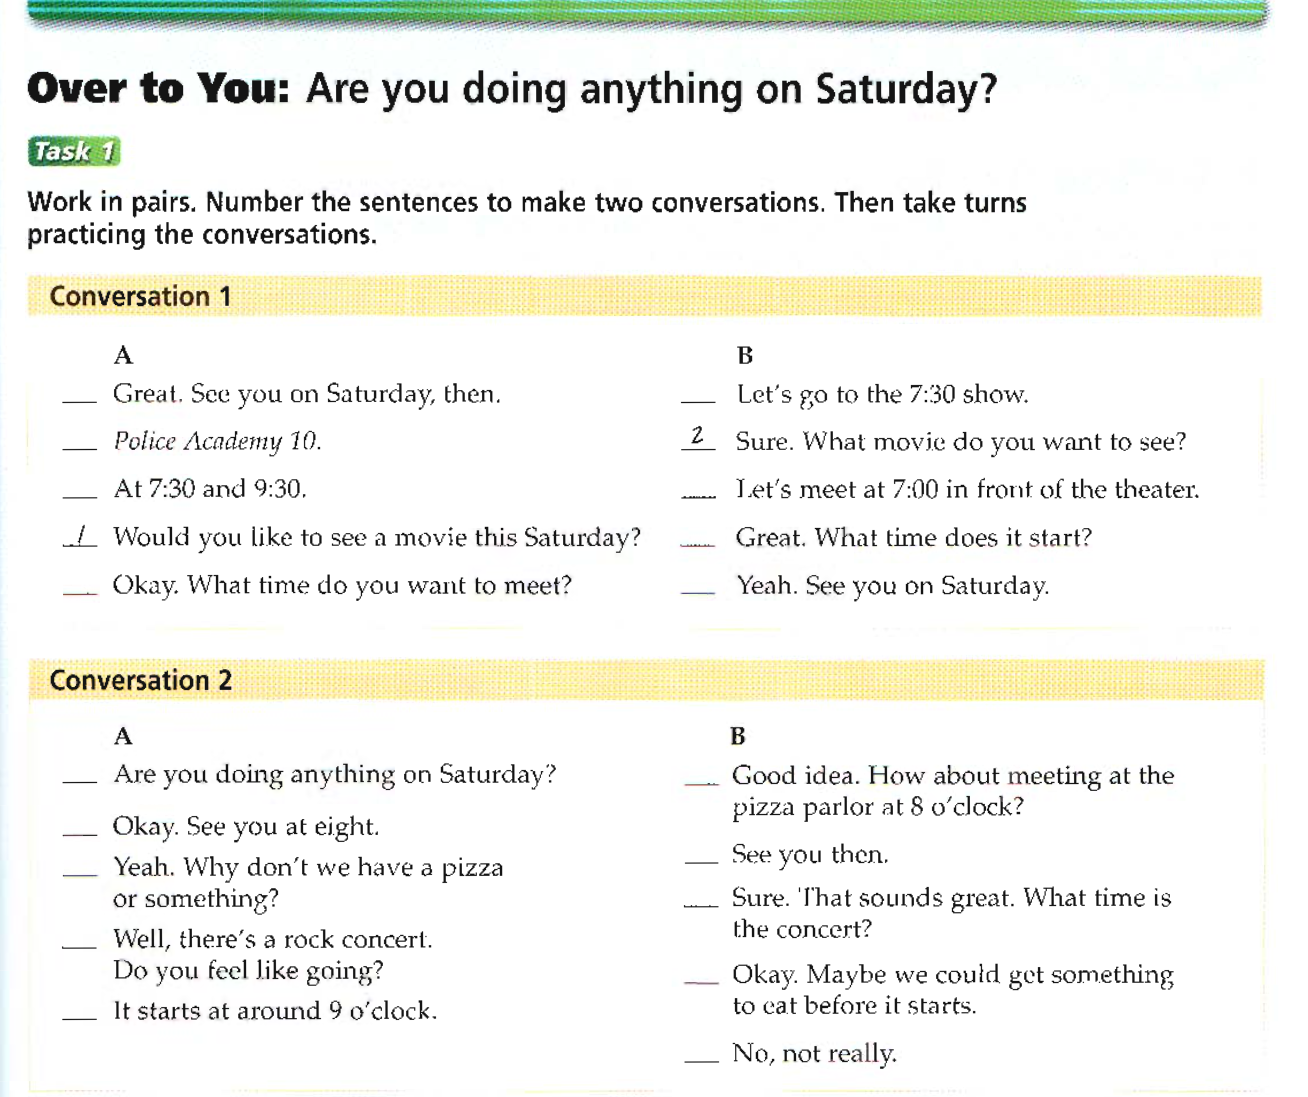 Over to You: Are you doing anything on Saturday?
Task 1
Work in pairs. Number the sentences to make two conversations. Then take turns
practicing the conversations.
Conversation 1
A
___ Great. See you on Saturday, then.
___ Police Academy 10.
___ At 7:30 and 9:30.
1 Would you like to see a movie this Saturday?
___ Okay. What time do you want to meet?
B
___ Let's go to the 7:30 show.
2 Sure. What movie do you want to see?
___ Let's meet at 7:00 in front of the theater.
___ Great. What time does it start?
___ Yeah. See you on Saturday.
Conversation 2
A
___ Are you doing anything on Saturday?
___ Okay. See you at eight.
___ Yeah. Why don't we have a pizza
or something?
___ Well, there's a rock concert.
Do you feel like going?
___ It starts at around 9 o'clock.
B
___ Good idea. How about meeting at the
pizza parlor at 8 o'clock?
___ See you then.
___ Sure. That sounds great. What time is
the concert?
___ Okay. Maybe we could get something
to eat before it starts.
___ No, not really.